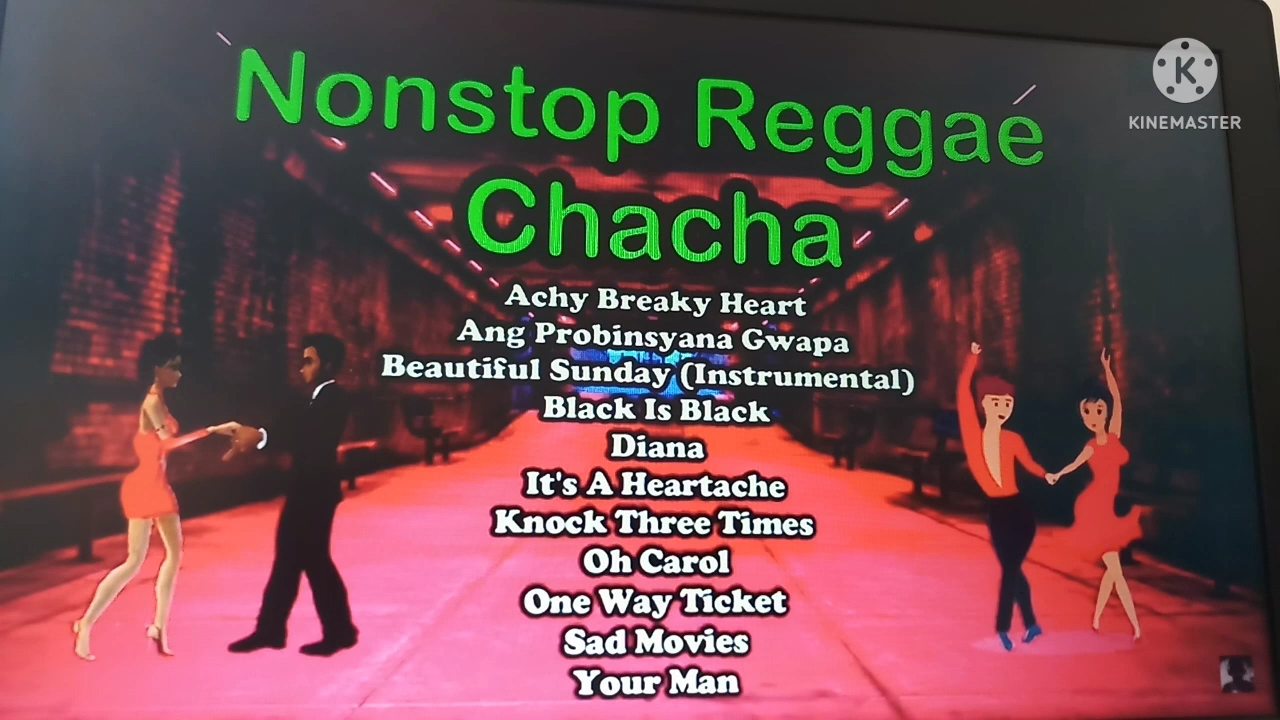 Nonstop Reggae
Chacha
K
KINEMASTER
Achy Breaky Heart
Ang Probinsyana Gwapa
Beautiful Sunday (Instrumental)
Black Is Black
Diana
It's A Heartache
Knock Three Times
Oh Carol
One Way Ticket
Sad Movies
Your Man